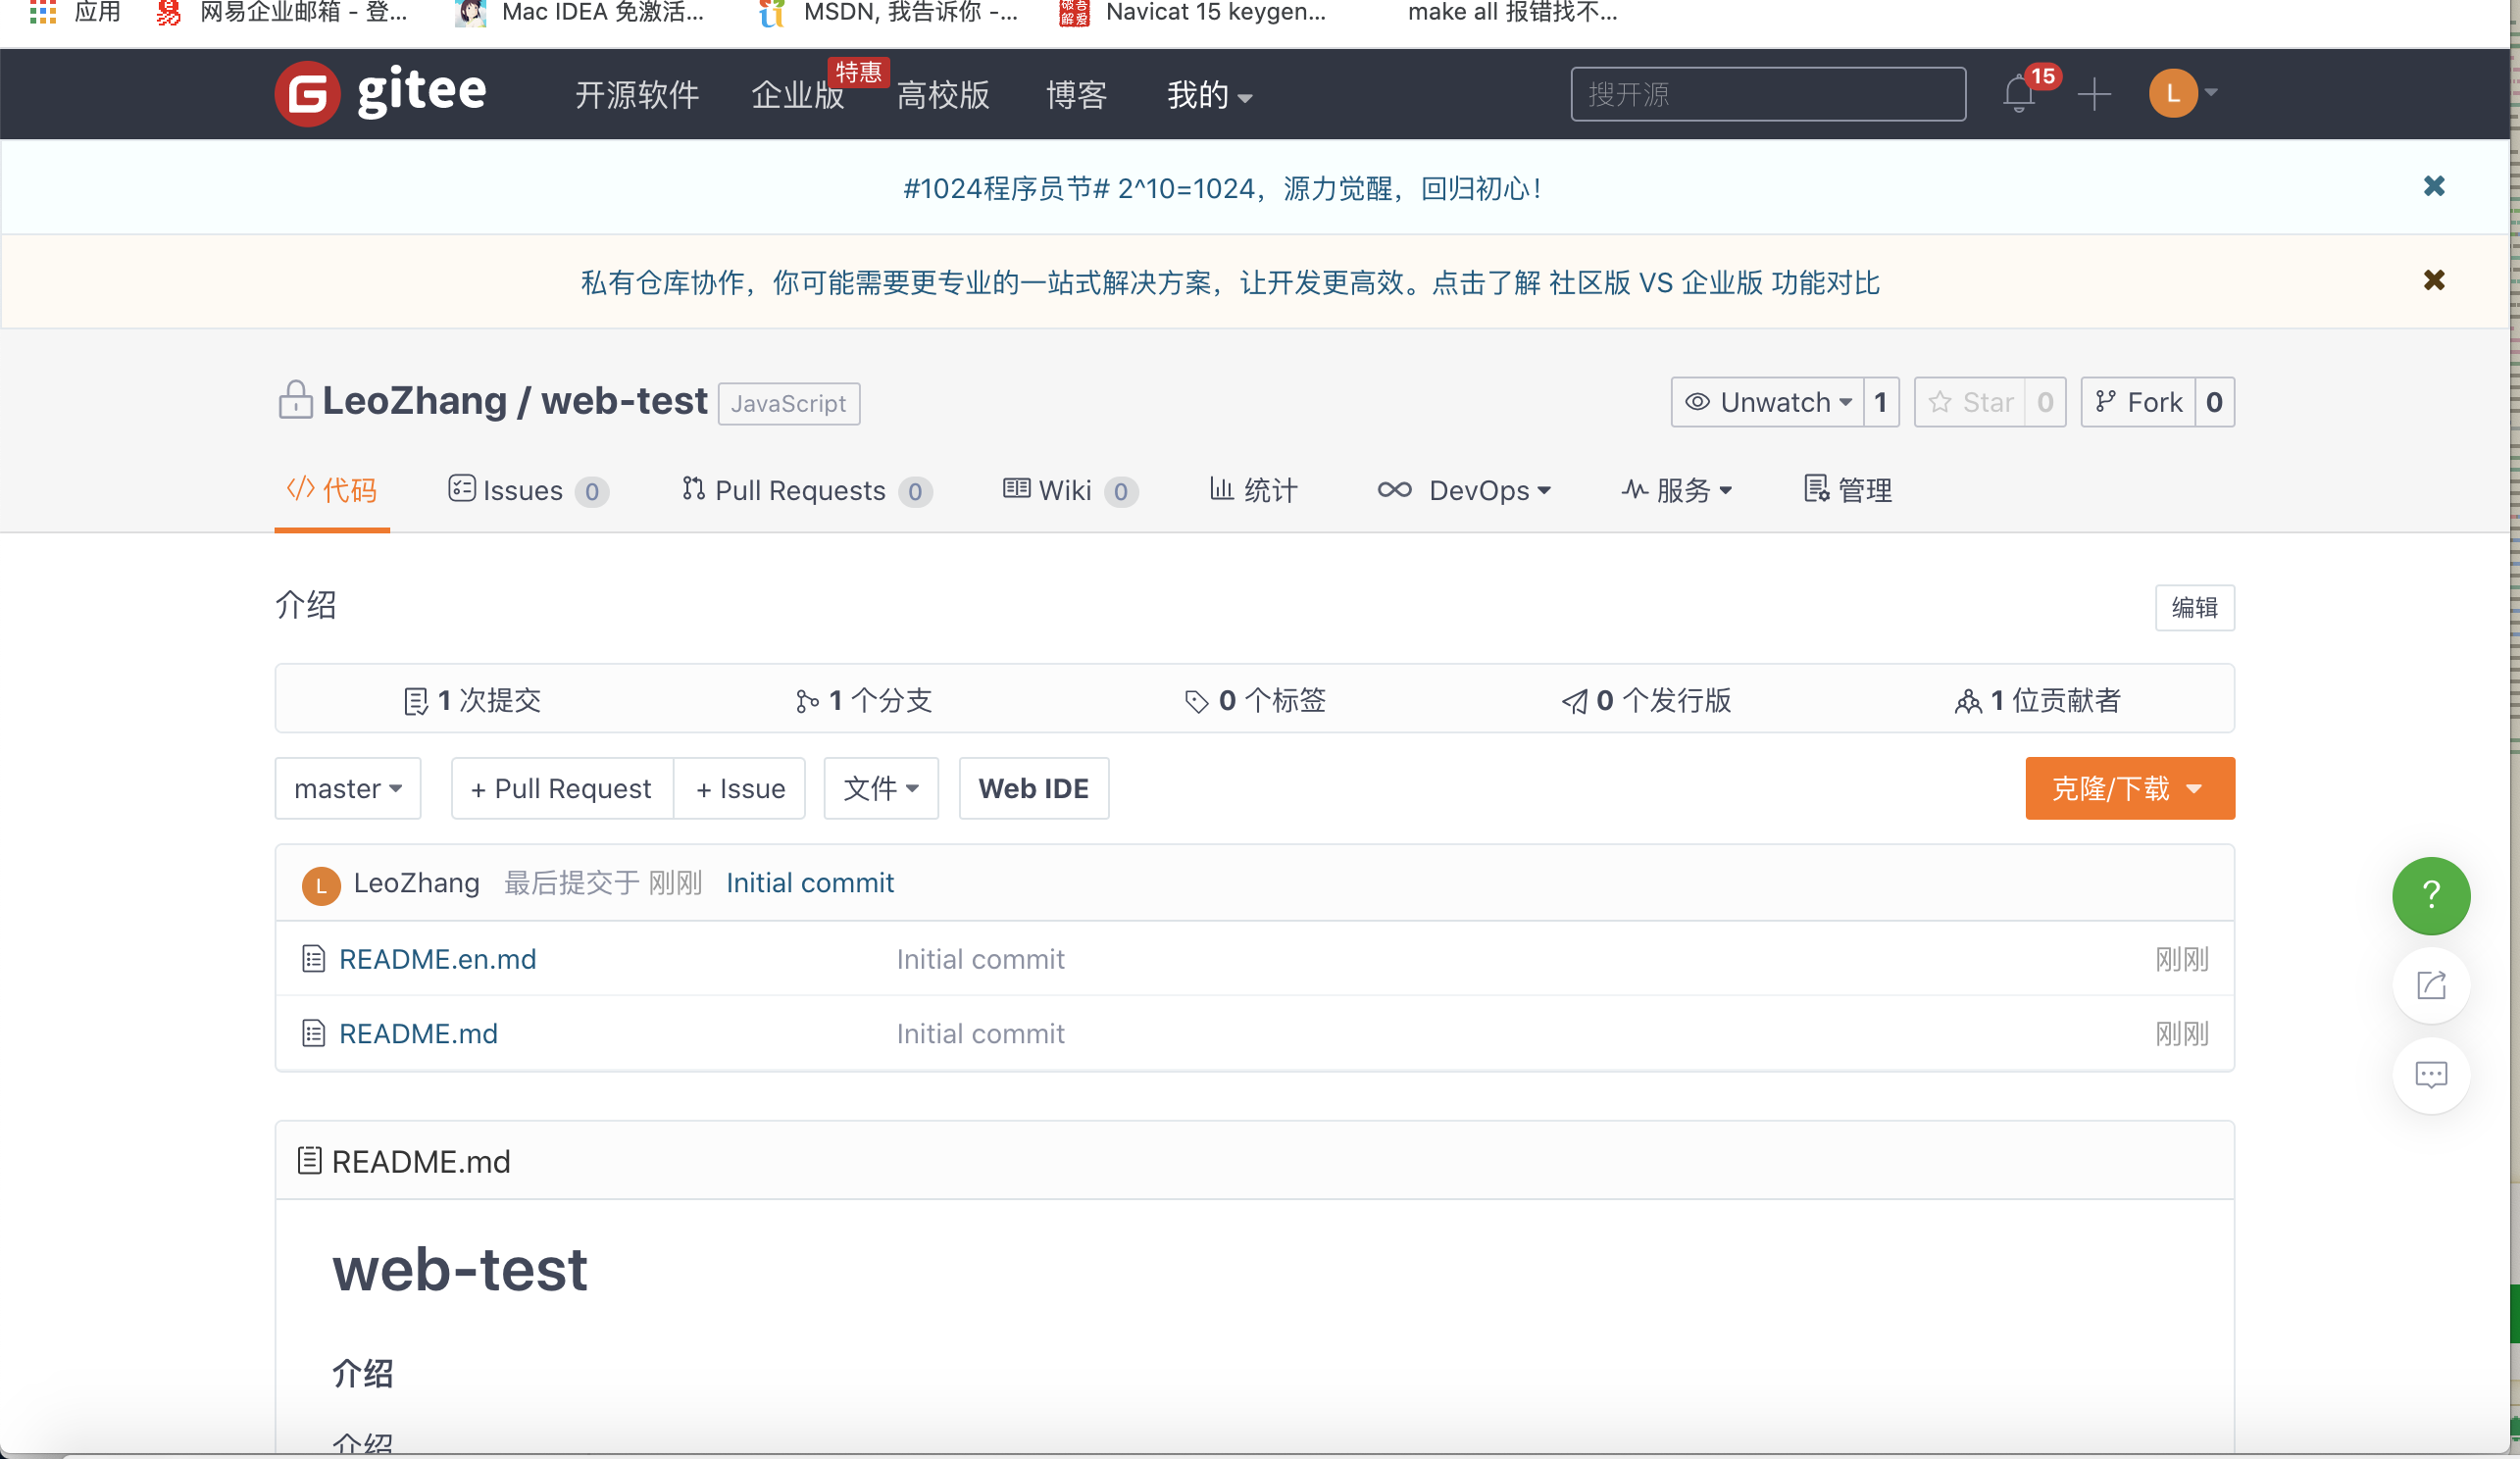 应用 网易企业邮箱 - 登... Mac IDEA 免激活... MSDN, 我告诉你 -... Navicat 15 keygen... make all 报错找不...
gitee 开源软件 企业版 特惠 高校版 博客 我的 搜开源 15 L
#1024程序员节# 2^10=1024，源力觉醒，回归初心！
私有仓库协作，你可能需要更专业的一站式解决方案，让开发更高效。点击了解 社区版 VS 企业版 功能对比
LeoZhang / web-test JavaScript Unwatch 1 Star 0 Fork 0
代码 Issues 0 Pull Requests 0 Wiki 0 统计 DevOps 服务 管理
介绍 编辑
1 次提交 1 个分支 0 个标签 0 个发行版 1 位贡献者
master + Pull Request + Issue 文件 Web IDE 克隆/下载
L LeoZhang 最后提交于 刚刚 Initial commit
README.en.md Initial commit 刚刚
README.md Initial commit 刚刚
README.md
web-test
介绍
介绍